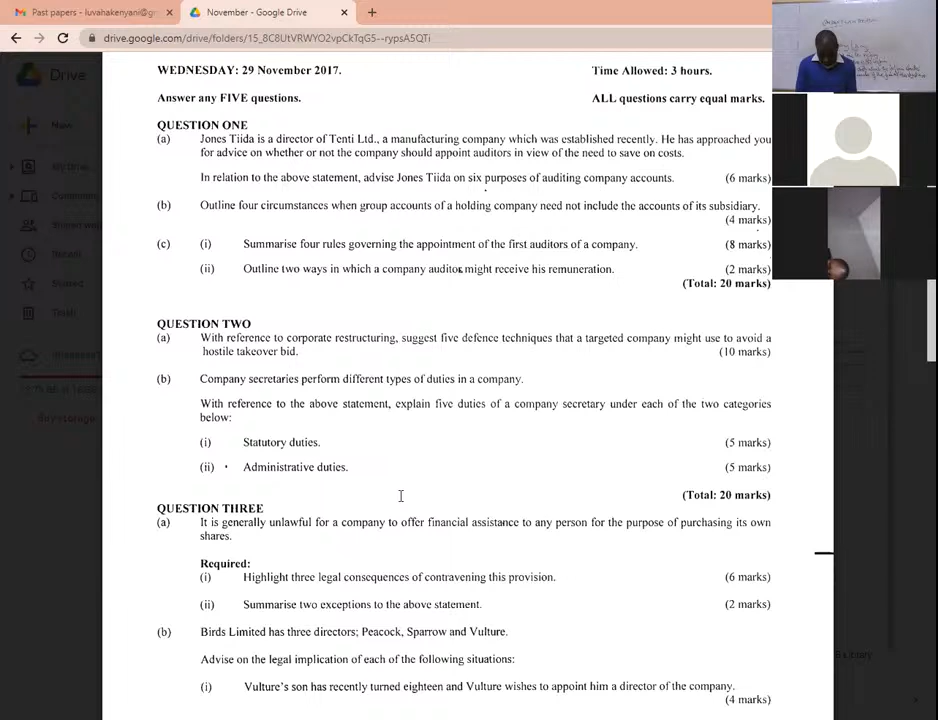 Past papers - luvahakenyani@gr
November - Google Drive
drive.google.com/drive/folders/15_8C8UtVRWYO2vpCkTqG5--rypsA5QTi
Drive
WEDNESDAY: 29 November 2017.
Time Allowed: 3 hours.
Answer any FIVE questions.
ALL questions carry equal marks.
QUESTION ONE
(a) Jones Tiida is a director of Tenti Ltd., a manufacturing company which was established recently. He has approached you
for advice on whether or not the company should appoint auditors in view of the need to save on costs.
In relation to the above statement, advise Jones Tiida on six purposes of auditing company accounts. (6 marks)
(b) Outline four circumstances when group accounts of a holding company need not include the accounts of its subsidiary.
(4 marks)
(c) (i) Summarise four rules governing the appointment of the first auditors of a company. (8 marks)
(ii) Outline two ways in which a company auditor might receive his remuneration. (2 marks)
(Total: 20 marks)
QUESTION TWO
(a) With reference to corporate restructuring, suggest five defence techniques that a targeted company might use to avoid a
hostile takeover bid. (10 marks)
(b) Company secretaries perform different types of duties in a company.
With reference to the above statement, explain five duties of a company secretary under each of the two categories
below:
(i) Statutory duties. (5 marks)
(ii) Administrative duties. (5 marks)
(Total: 20 marks)
QUESTION THREE
(a) It is generally unlawful for a company to offer financial assistance to any person for the purpose of purchasing its own
shares.
Required:
(i) Highlight three legal consequences of contravening this provision. (6 marks)
(ii) Summarise two exceptions to the above statement. (2 marks)
(b) Birds Limited has three directors; Peacock, Sparrow and Vulture.
Advise on the legal implication of each of the following situations:
(i) Vulture's son has recently turned eighteen and Vulture wishes to appoint him a director of the company.
(4 marks)